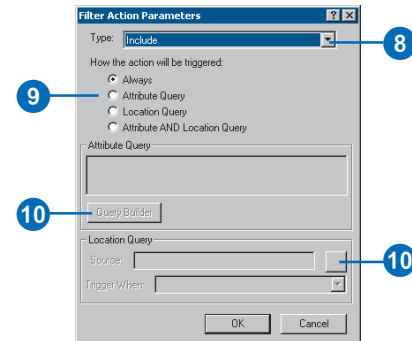 Filter Action Parameters
Type: Include
8
How the action will be triggered:
Always
9
Attribute Query
Location Query
Attribute AND Location Query
Attribute Query
10
Query Builder
Location Query
Source:
...
10
Trigger When:
OK Cancel